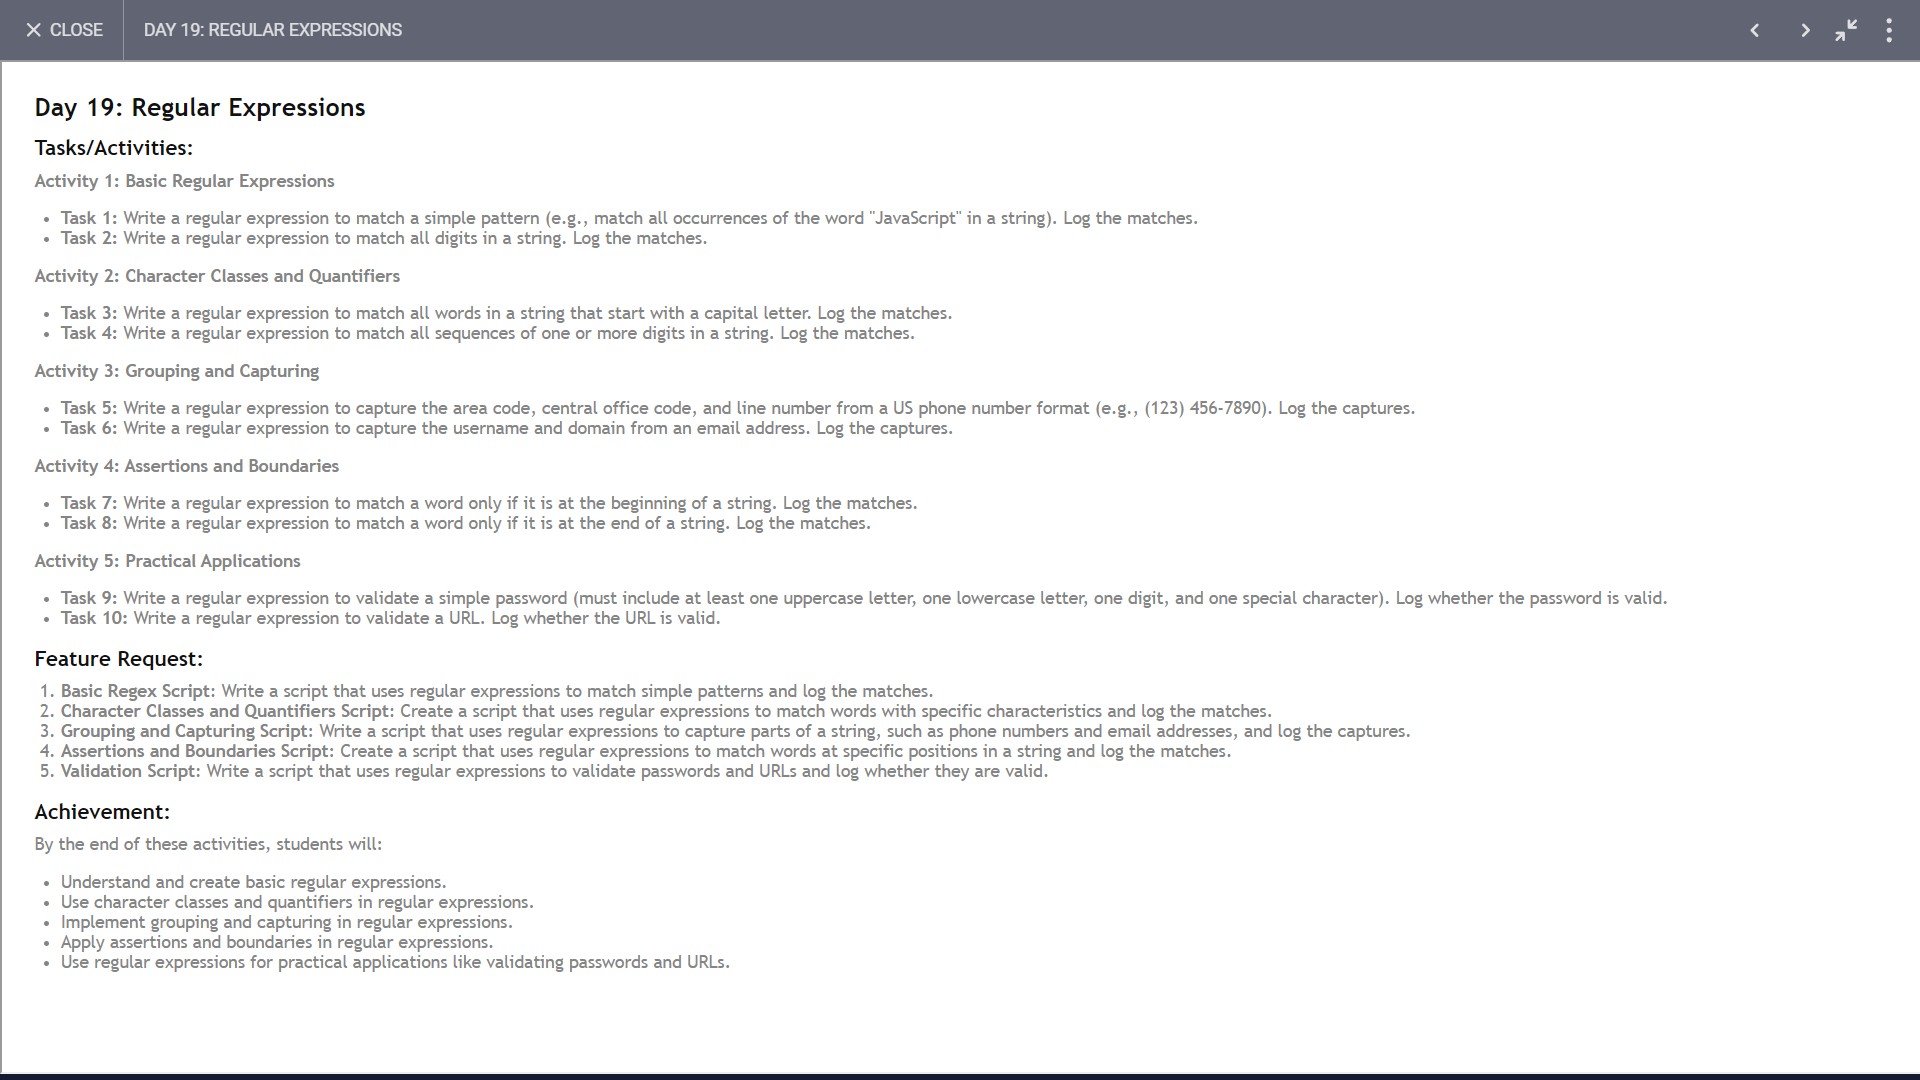 CLOSE
DAY 19: REGULAR EXPRESSIONS
Day 19: Regular Expressions
Tasks/Activities:
Activity 1: Basic Regular Expressions
Task 1: Write a regular expression to match a simple pattern (e.g., match all occurrences of the word "JavaScript" in a string). Log the matches.
Task 2: Write a regular expression to match all digits in a string. Log the matches.
Activity 2: Character Classes and Quantifiers
Task 3: Write a regular expression to match all words in a string that start with a capital letter. Log the matches.
Task 4: Write a regular expression to match all sequences of one or more digits in a string. Log the matches.
Activity 3: Grouping and Capturing
Task 5: Write a regular expression to capture the area code, central office code, and line number from a US phone number format (e.g., (123) 456-7890). Log the captures.
Task 6: Write a regular expression to capture the username and domain from an email address. Log the captures.
Activity 4: Assertions and Boundaries
Task 7: Write a regular expression to match a word only if it is at the beginning of a string. Log the matches.
Task 8: Write a regular expression to match a word only if it is at the end of a string. Log the matches.
Activity 5: Practical Applications
Task 9: Write a regular expression to validate a simple password (must include at least one uppercase letter, one lowercase letter, one digit, and one special character). Log whether the password is valid.
Task 10: Write a regular expression to validate a URL. Log whether the URL is valid.
Feature Request:
1. Basic Regex Script: Write a script that uses regular expressions to match simple patterns and log the matches.
2. Character Classes and Quantifiers Script: Create a script that uses regular expressions to match words with specific characteristics and log the matches.
3. Grouping and Capturing Script: Write a script that uses regular expressions to capture parts of a string, such as phone numbers and email addresses, and log the captures.
4. Assertions and Boundaries Script: Create a script that uses regular expressions to match words at specific positions in a string and log the matches.
5. Validation Script: Write a script that uses regular expressions to validate passwords and URLs and log whether they are valid.
Achievement:
By the end of these activities, students will:
Understand and create basic regular expressions.
Use character classes and quantifiers in regular expressions.
Implement grouping and capturing in regular expressions.
Apply assertions and boundaries in regular expressions.
Use regular expressions for practical applications like validating passwords and URLs.